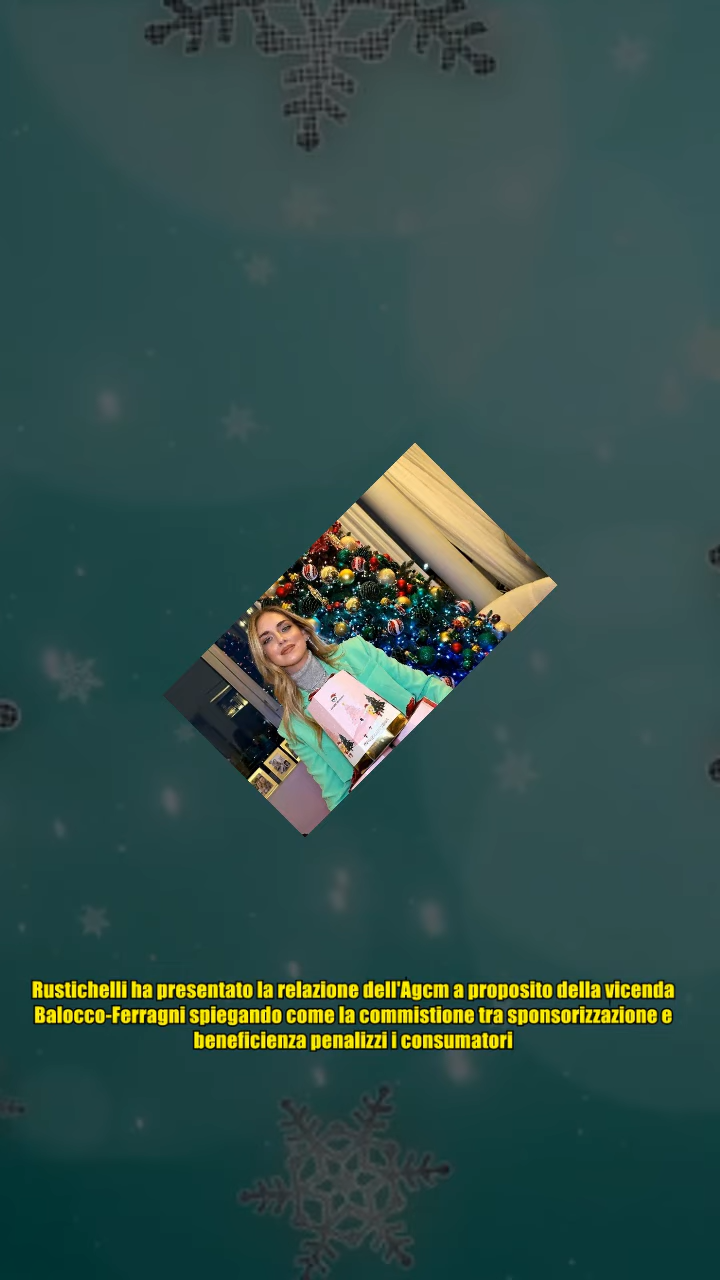 Rustichelli ha presentato la relazione dell'Agcm a proposito della vicenda
Balocco-Ferragni spiegando come la commistione tra sponsorizzazione e
beneficienza penalizzi i consumatori